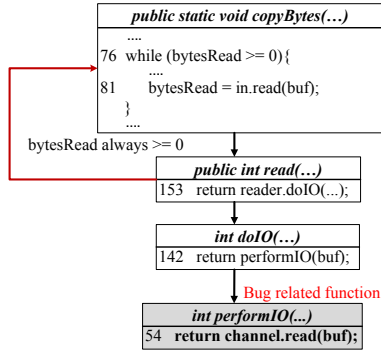 public static void copyBytes(…)
....
76 while (bytesRead >= 0){
....
81 bytesRead = in.read(buf);
}
....
bytesRead always >= 0
public int read(…)
153 return reader.doIO(...);
int doIO(…)
142 return performIO(buf);
Bug related function
int performIO(...)
54 return channel.read(buf);